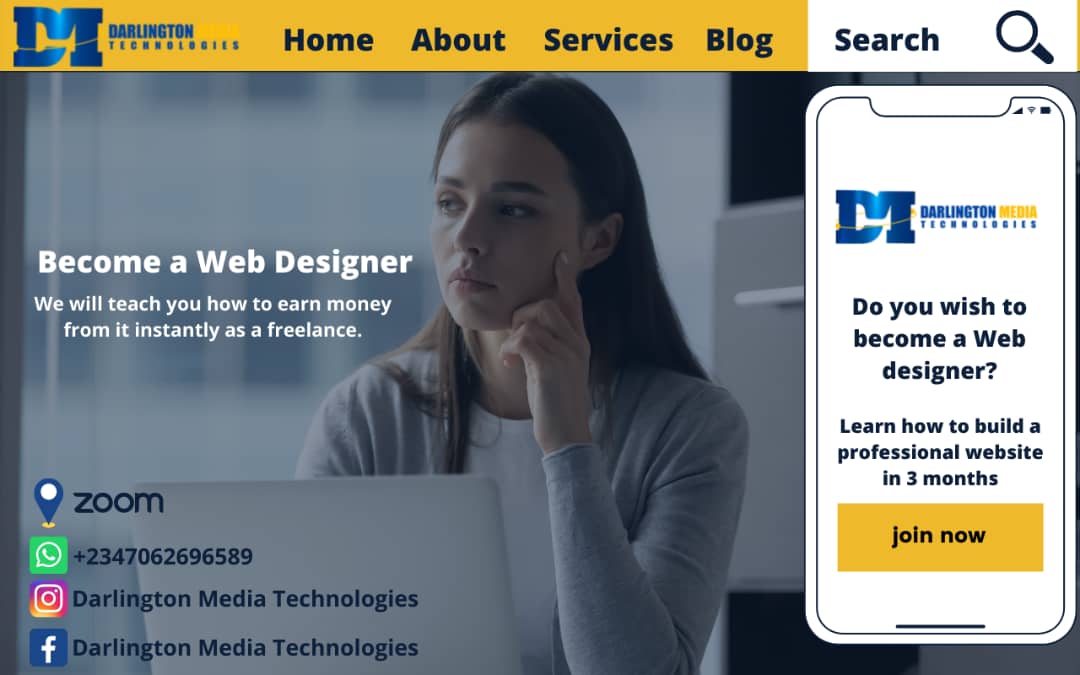 DARLINGTON MEDIA
TECHNOLOGIES
Home About Services Blog Search
Become a Web Designer
We will teach you how to earn money
from it instantly as a freelance.
zoom
+2347062696589
Darlington Media Technologies
Darlington Media Technologies
DARLINGTON MEDIA
TECHNOLOGIES
Do you wish to
become a Web
designer?
Learn how to build a
professional website
in 3 months
join now